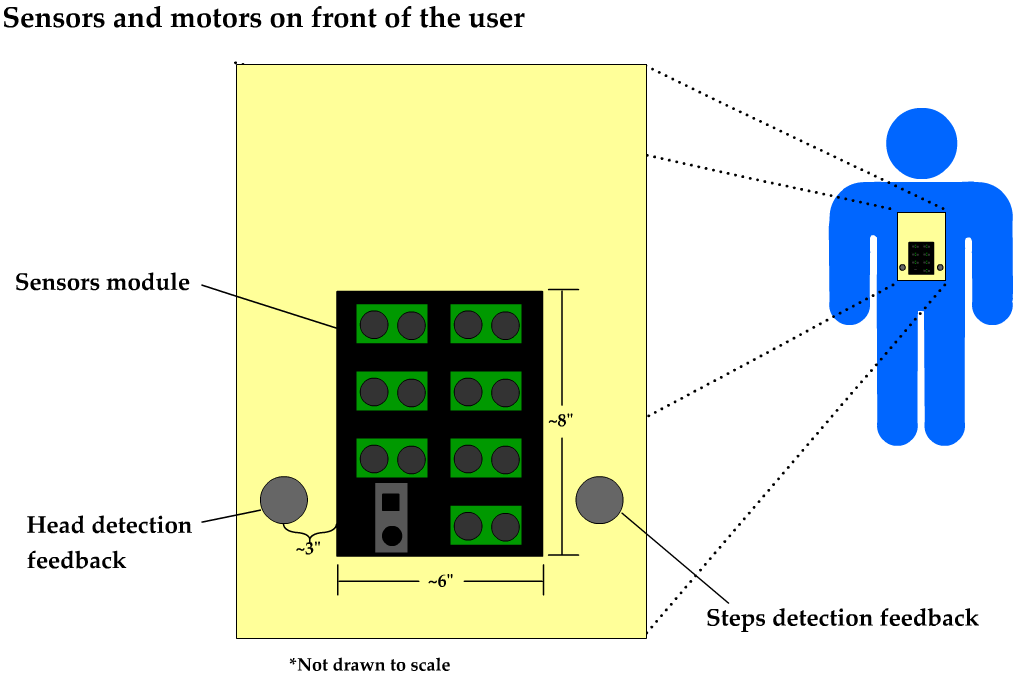 Sensors and motors on front of the user
Sensors module
~8"
Head detection
feedback
~3"
~6"
Steps detection feedback
*Not drawn to scale